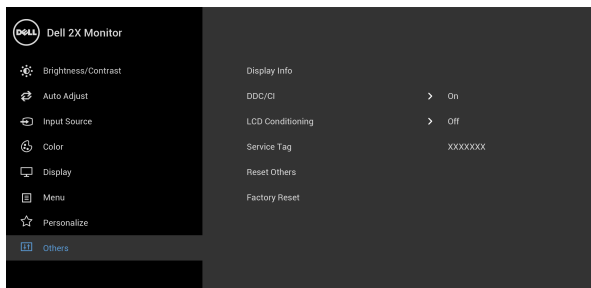 DELL Dell 2X Monitor
Brightness/Contrast Display Info
Auto Adjust DDC/CI > On
Input Source LCD Conditioning > Off
Color Service Tag XXXXXXX
Display Reset Others
Menu Factory Reset
Personalize
Others